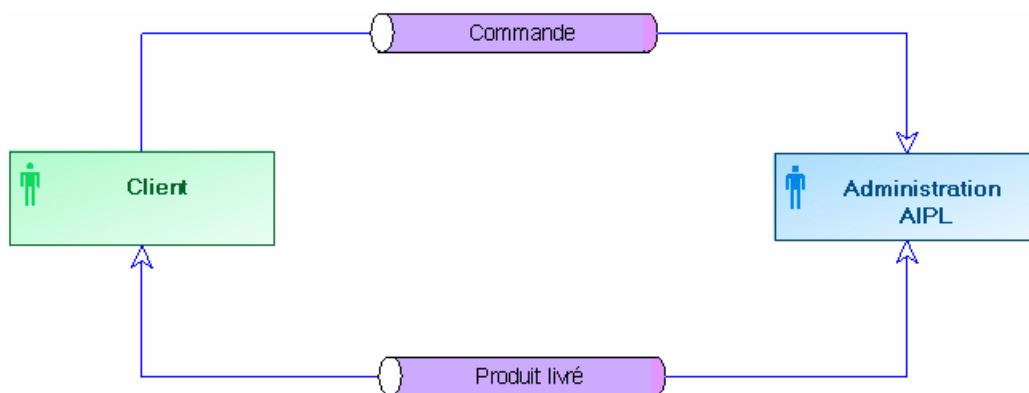 Commande
Client
Administration
AIPL
Produit livré